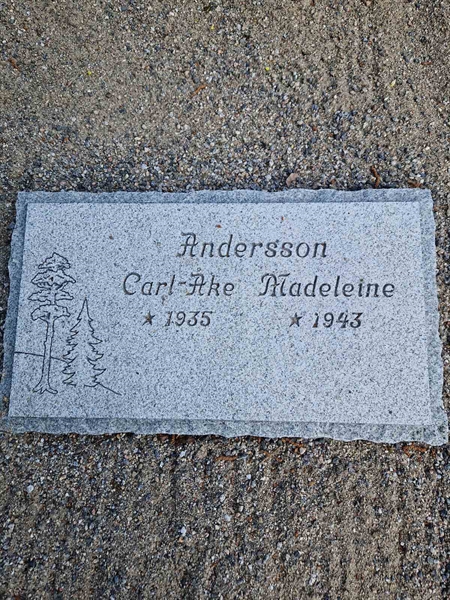 Andersson
Carl-Åke Madeleine
★ 1935 ★ 1943